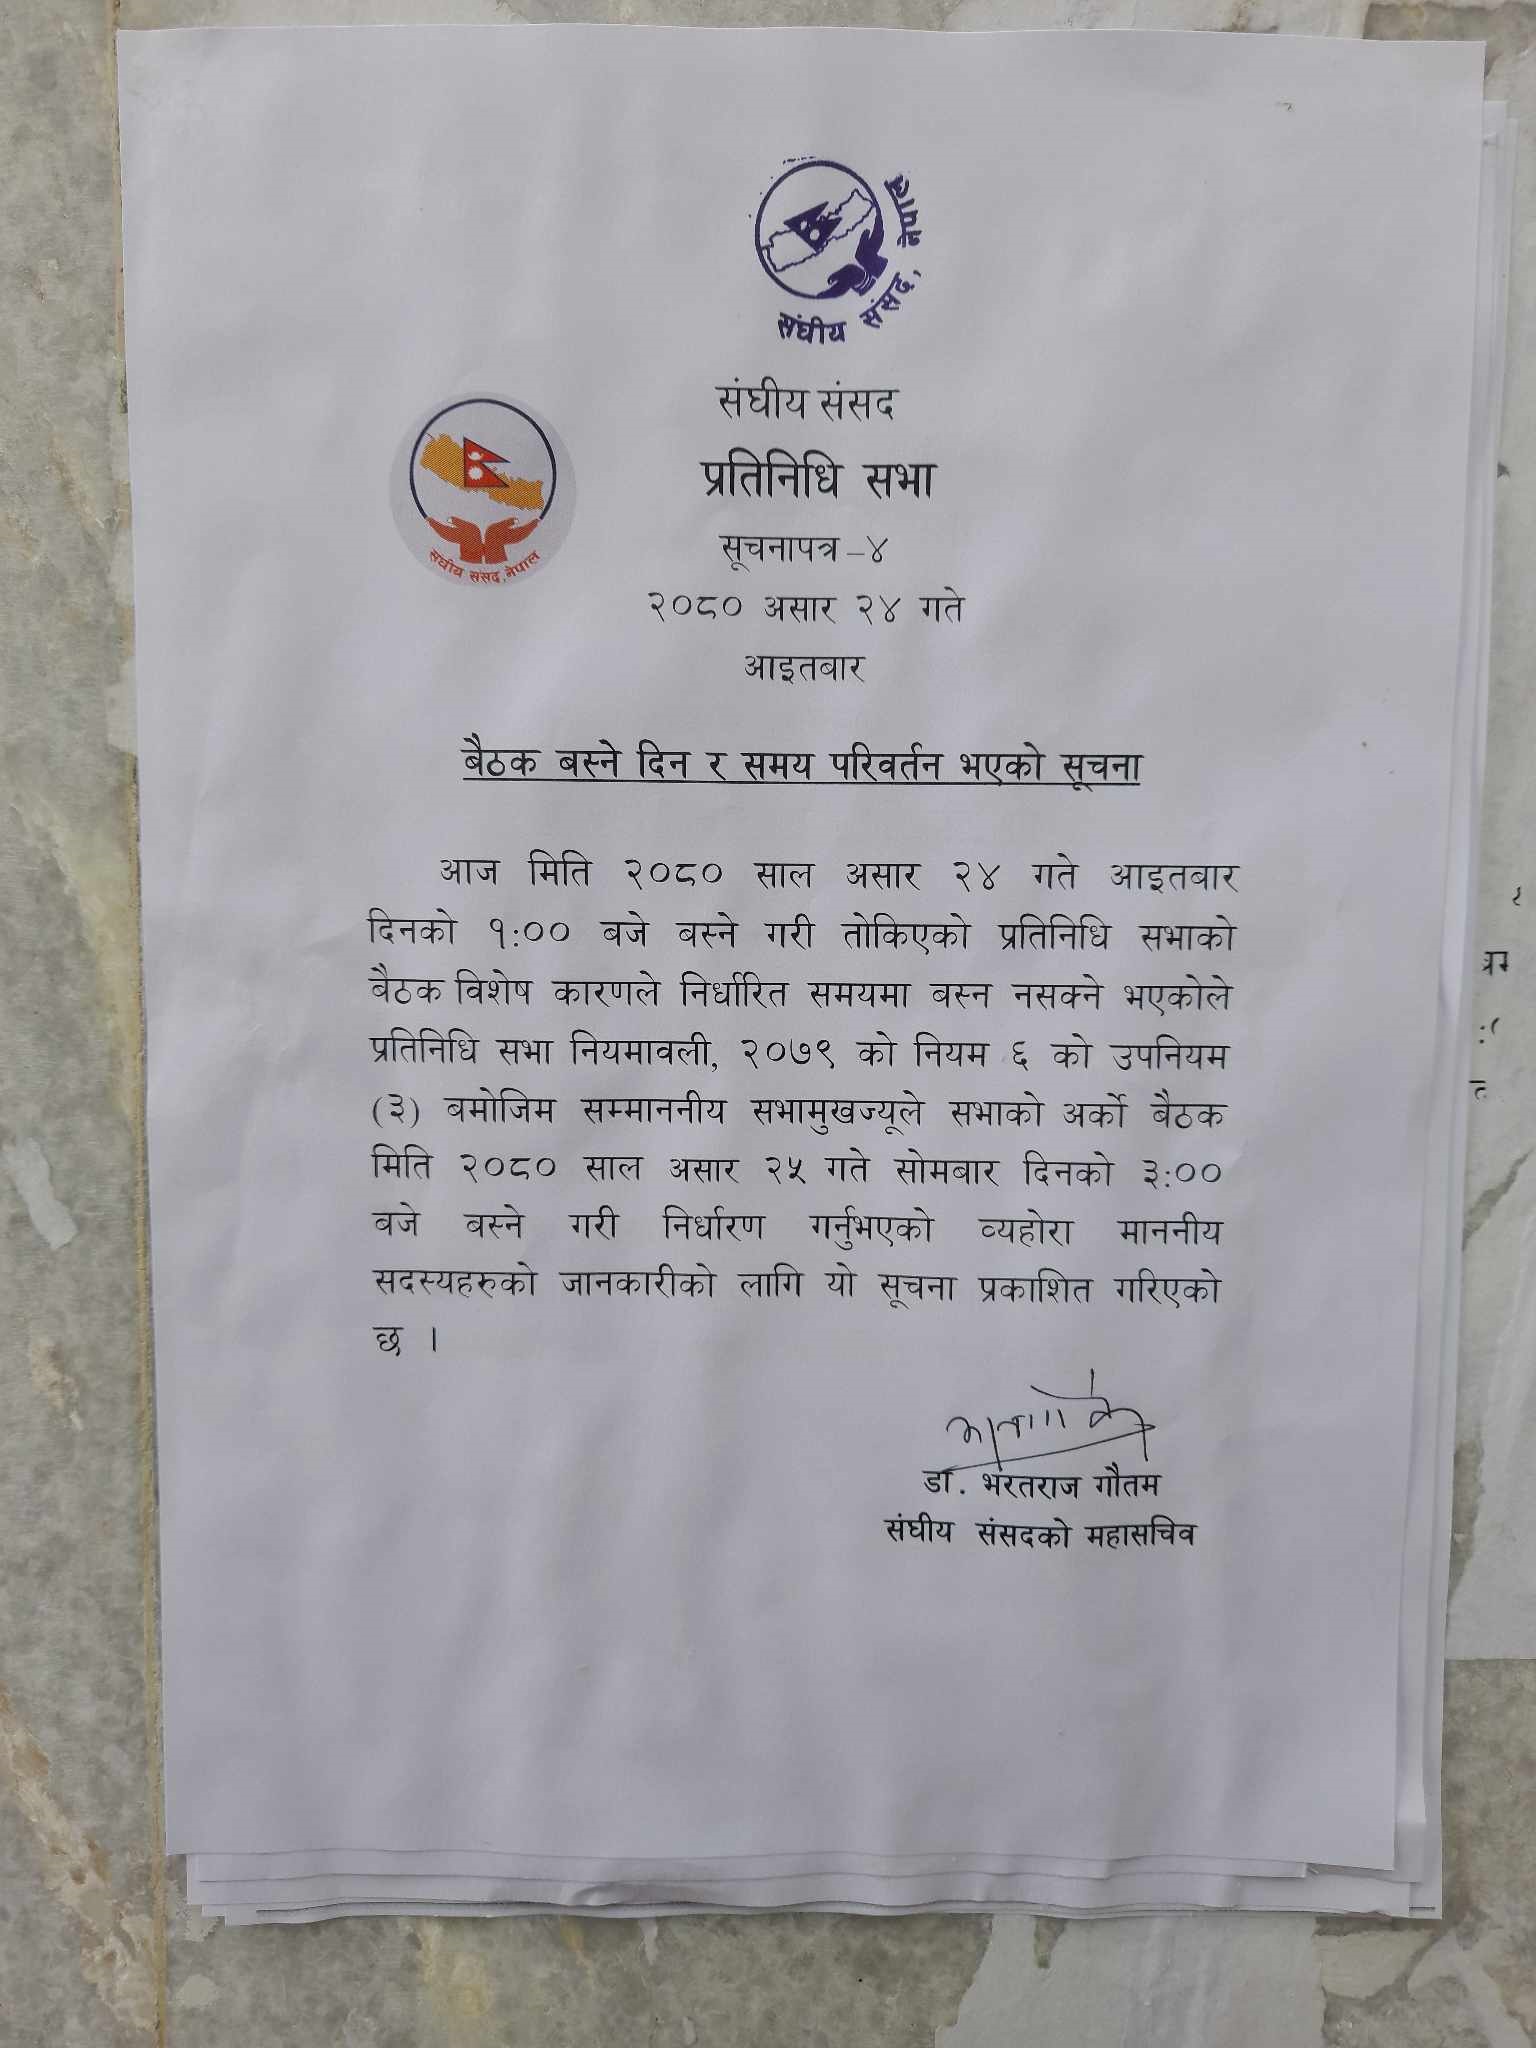 संघीय संसद, नेपाल
संघीय संसद
प्रतिनिधि सभा
संघीय संसद, नेपाल
सूचनापत्र –४
२०८० असार २४ गते
आइतबार
बैठक बस्ने दिन र समय परिवर्तन भएको सूचना
आज मिति २०८० साल असार २४ गते आइतबार
दिनको १:०० बजे बस्ने गरी तोकिएको प्रतिनिधि सभाको
बैठक विशेष कारणले निर्धारित समयमा बस्न नसक्ने भएकोले
प्रतिनिधि सभा नियमावली, २०७९ को नियम ६ को उपनियम
(३) बमोजिम सम्माननीय सभामुखज्यूले सभाको अर्को बैठक
मिति २०८० साल असार २५ गते सोमबार दिनको ३:००
बजे बस्ने गरी निर्धारण गर्नुभएको व्यहोरा माननीय
सदस्यहरुको जानकारीको लागि यो सूचना प्रकाशित गरिएको
छ ।
डा. भरतराज गौतम
संघीय संसदको महासचिव